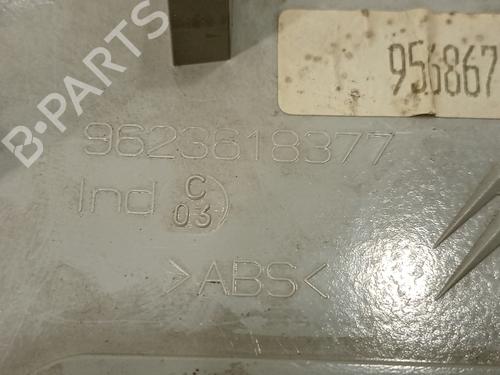 B-PARTS
956867
9623618377
Ind C
03
>ABS<